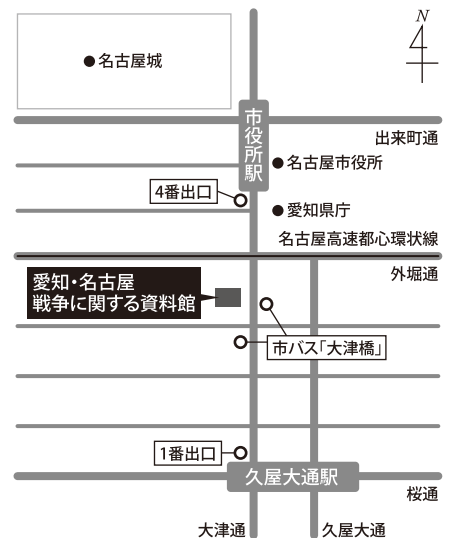 N
名古屋城
市役所駅
出来町通
名古屋市役所
4番出口
愛知県庁
名古屋高速都心環状線
外堀通
愛知・名古屋
戦争に関する資料館
市バス「大津橋」
1番出口
久屋大通駅
桜通
大津通
久屋大通